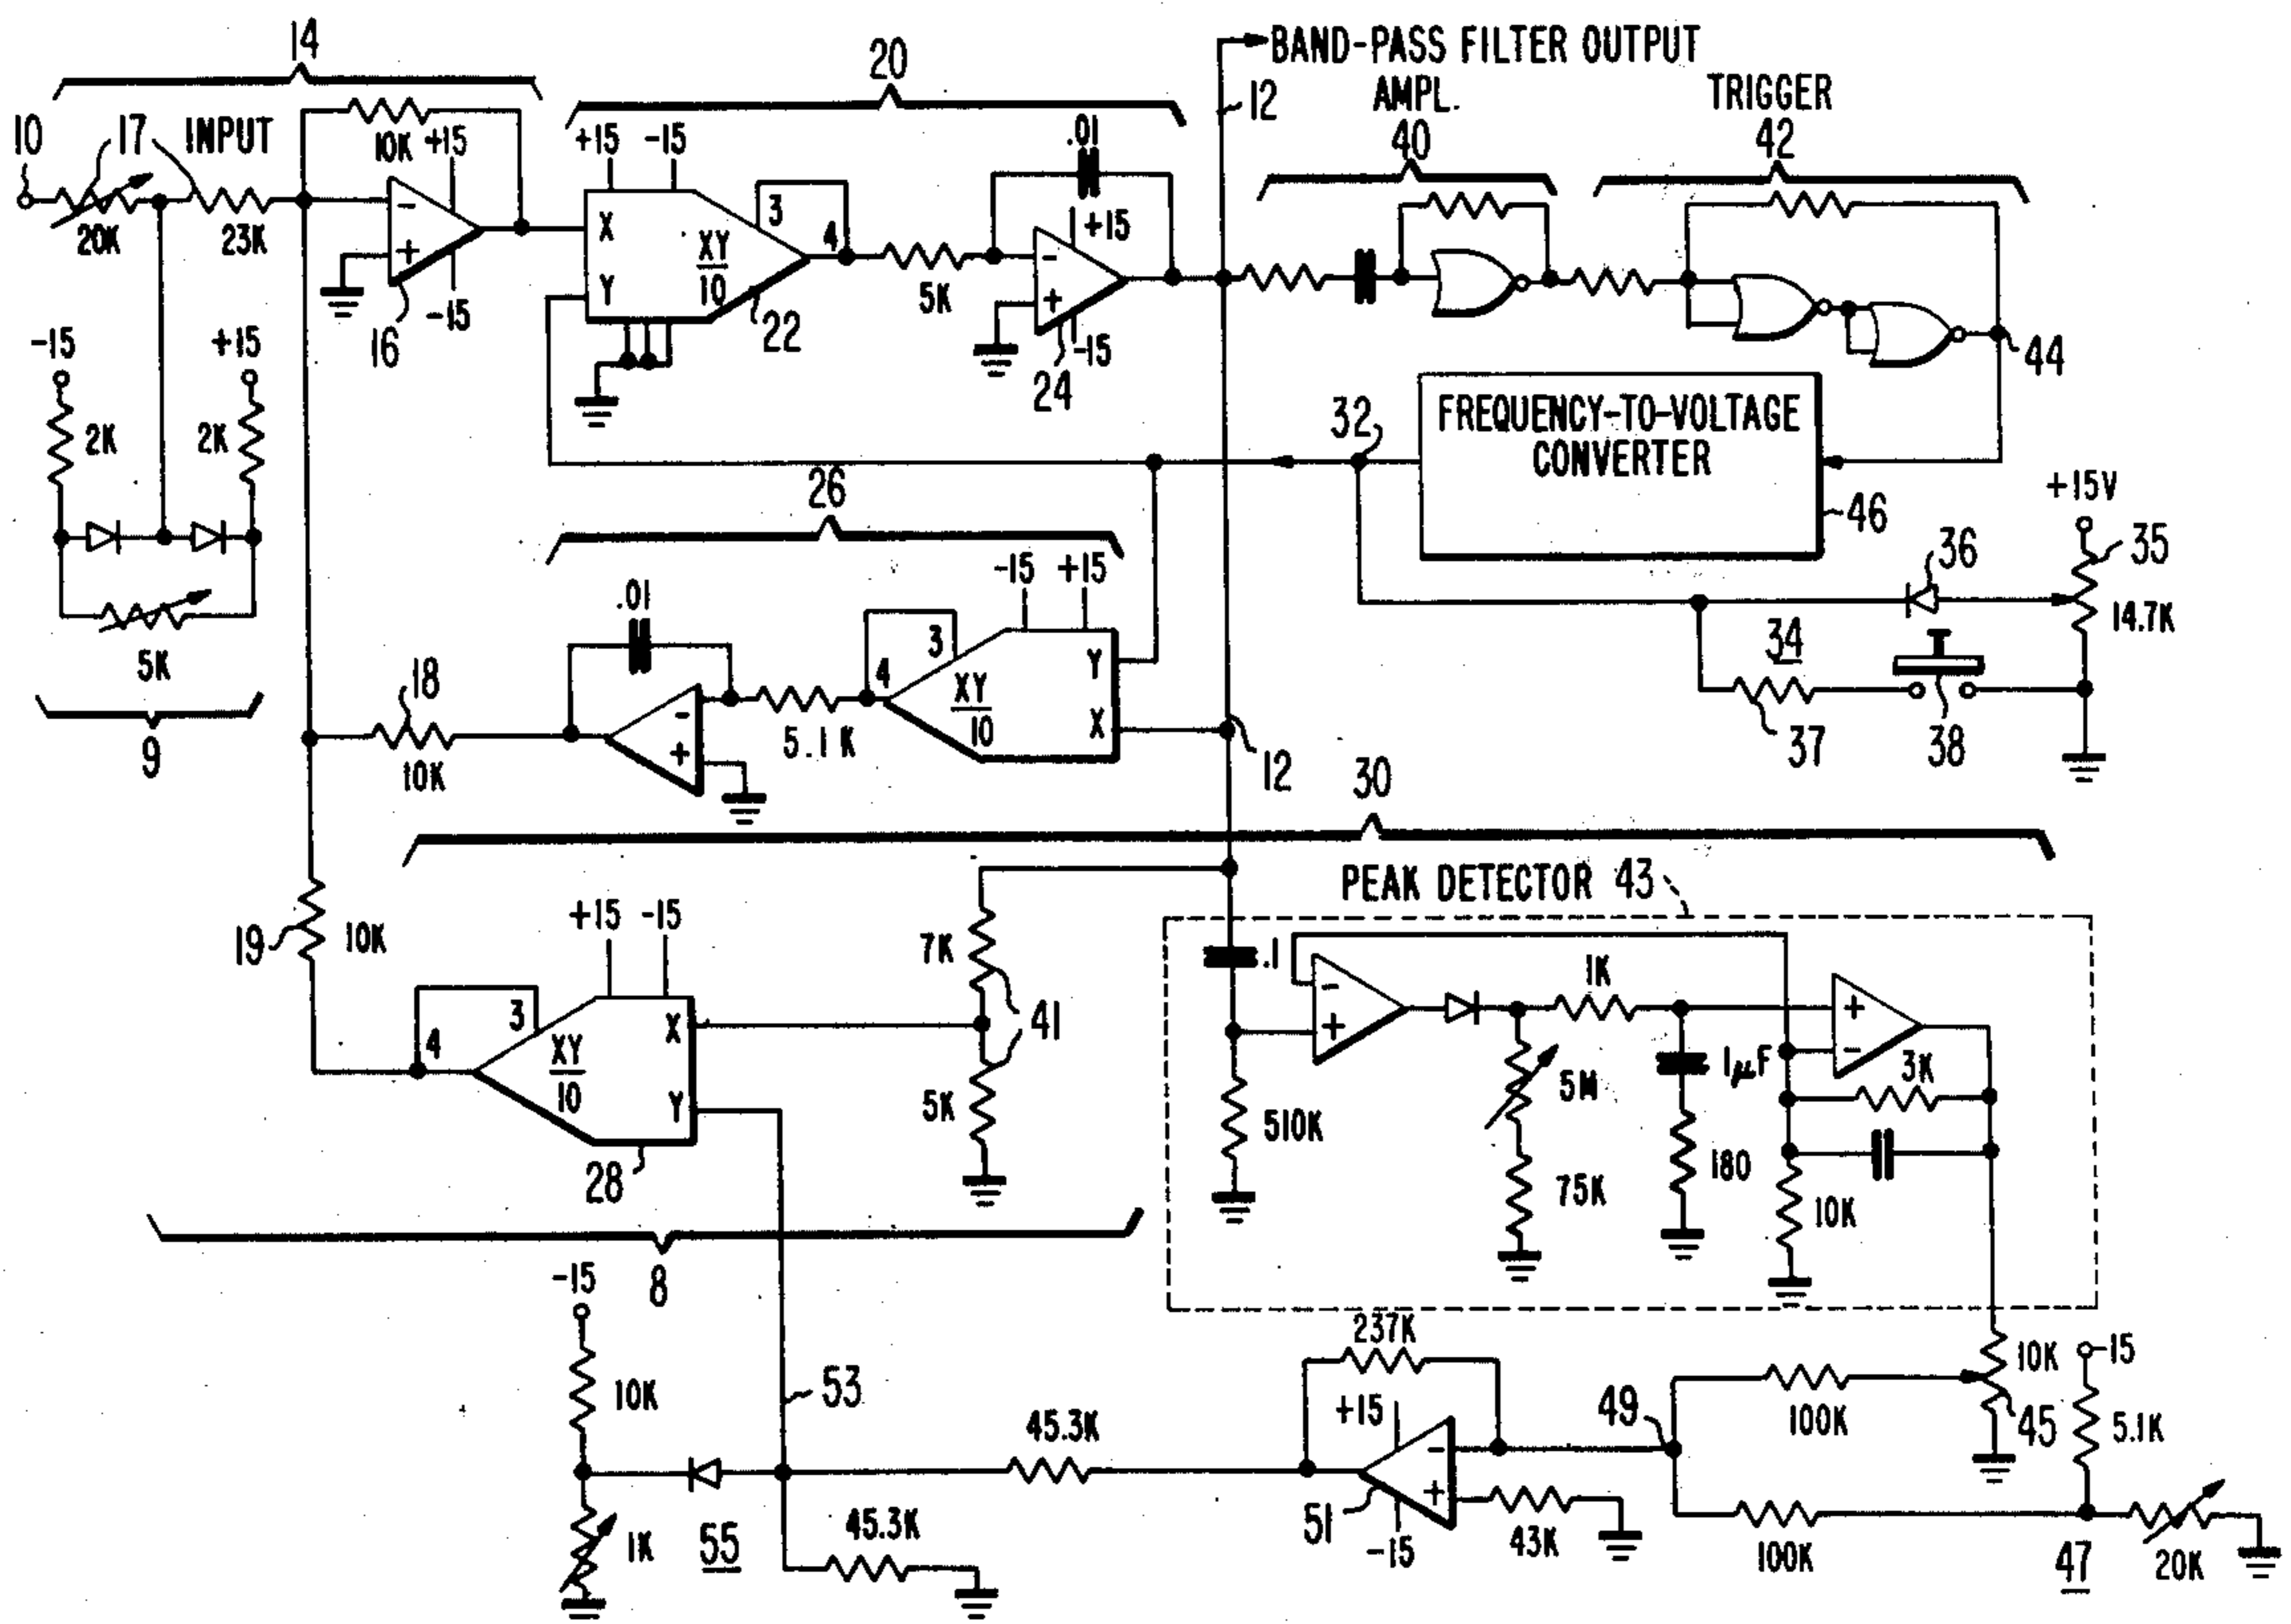 14
20
BAND-PASS FILTER OUTPUT
12
AMPL.
40
TRIGGER
42
10
17
INPUT
10K
+15
20K
23K
-
+
-15
16
+15
-15
X
Y
XY
10
3
4
22
5K
.01
+15
-
+
-15
24
44
-15
+15
2K
2K
5K
9
32
FREQUENCY-TO-VOLTAGE
CONVERTER
46
+15V
35
36
14.7K
34
37
38
26
.01
-15
+15
3
4
Y
XY
10
X
18
10K
-
+
5.1K
12
30
19
10K
+15
-15
3
4
X
XY
10
Y
28
7K
41
5K
8
PEAK DETECTOR 43
.1
-
+
1K
+
-
510K
5M
75K
1µF
180
3K
10K
-15
10K
1K
55
53
45.3K
45.3K
237K
+15
-
+
51
-15
43K
49
100K
100K
10K
45
-15
5.1K
47
20K